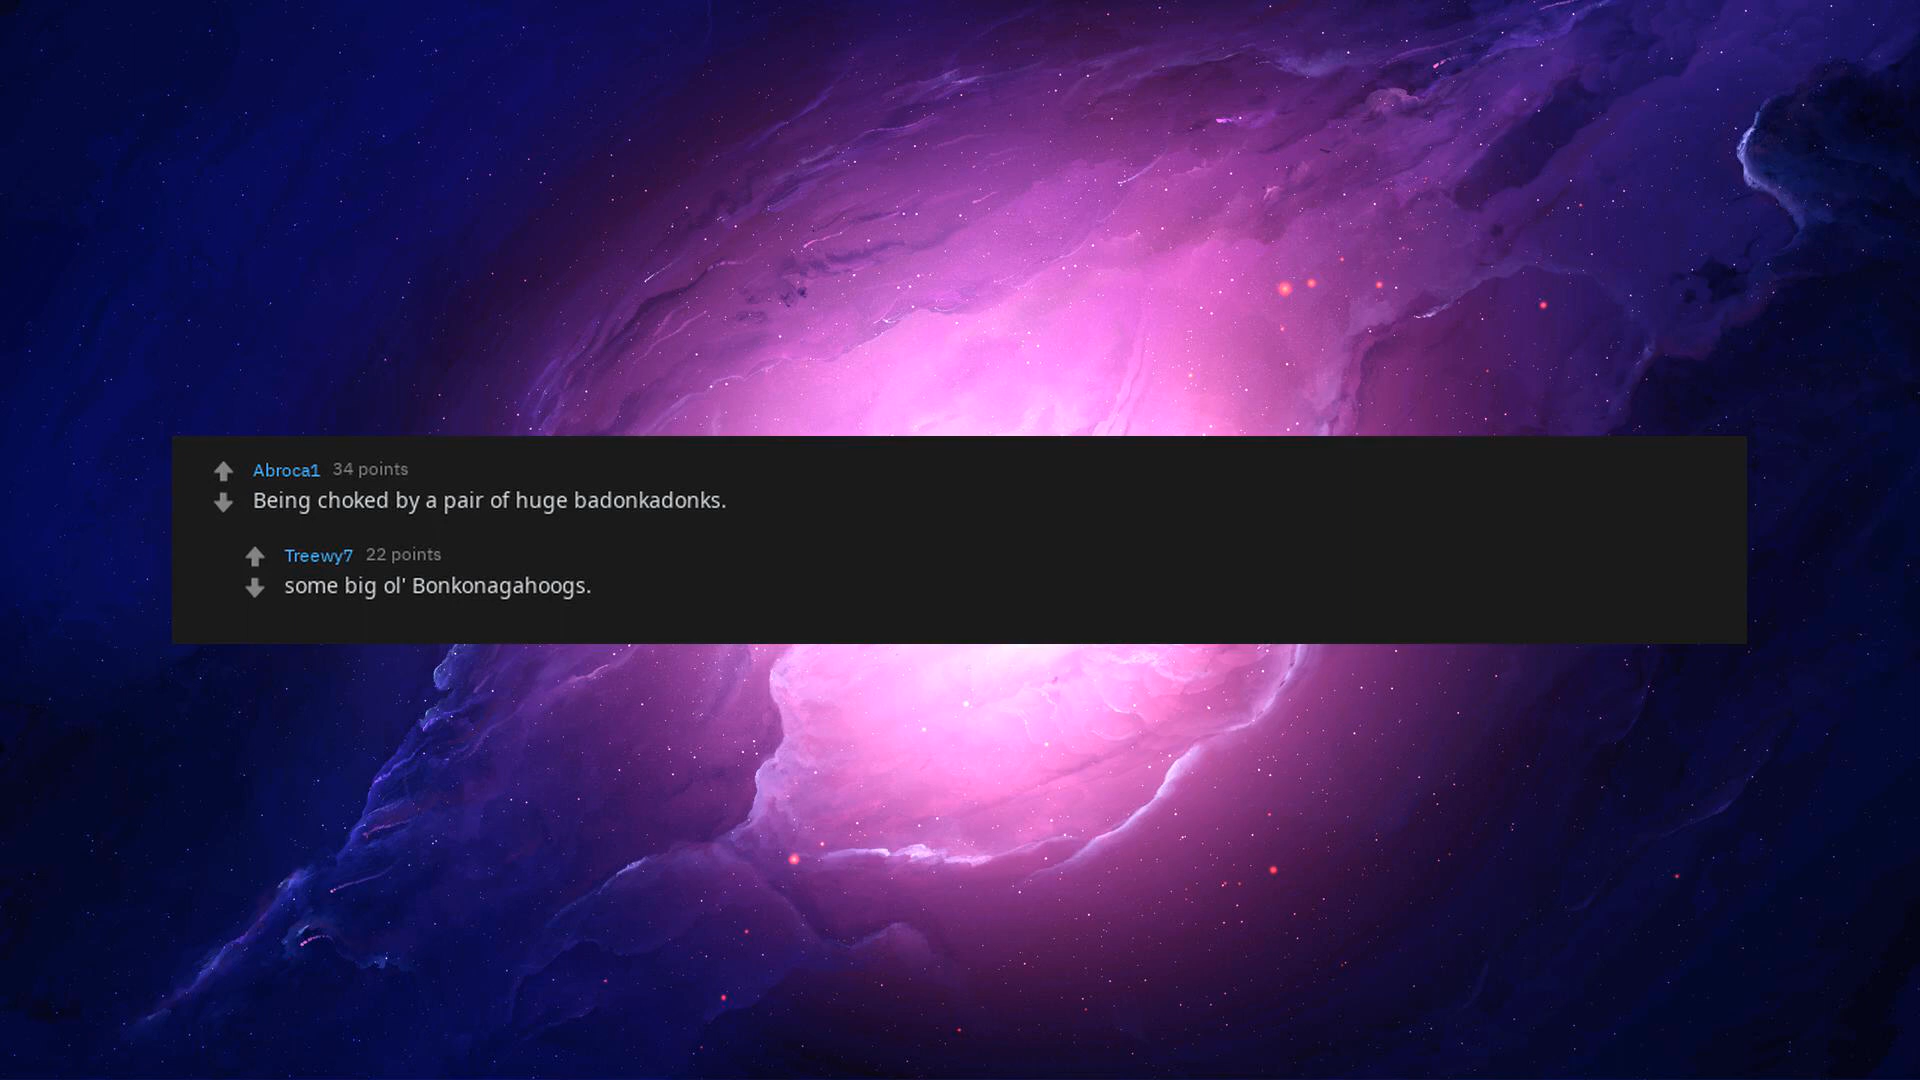 Abroca1 34 points
Being choked by a pair of huge badonkadonks.
Treewy7 22 points
some big ol' Bonkonagahoogs.